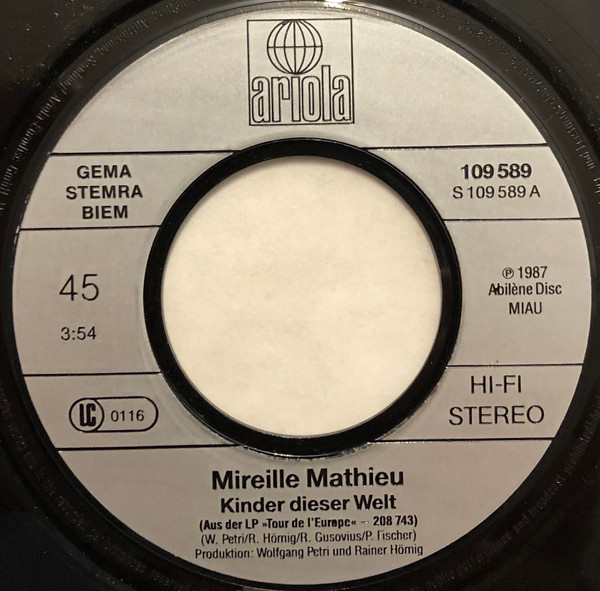 ariola
GEMA
STEMRA
BIEM
109 589
S 109 589 A
45
3:54
℗ 1987
Abilène Disc
MIAU
LC 0116
HI-FI
STEREO
Mireille Mathieu
Kinder dieser Welt
(Aus der LP »Tour de l'Europe« – 208 743)
(W. Petri/R. Hörnig/R. Gusovius/P. Fischer)
Produktion: Wolfgang Petri und Rainer Hörnig